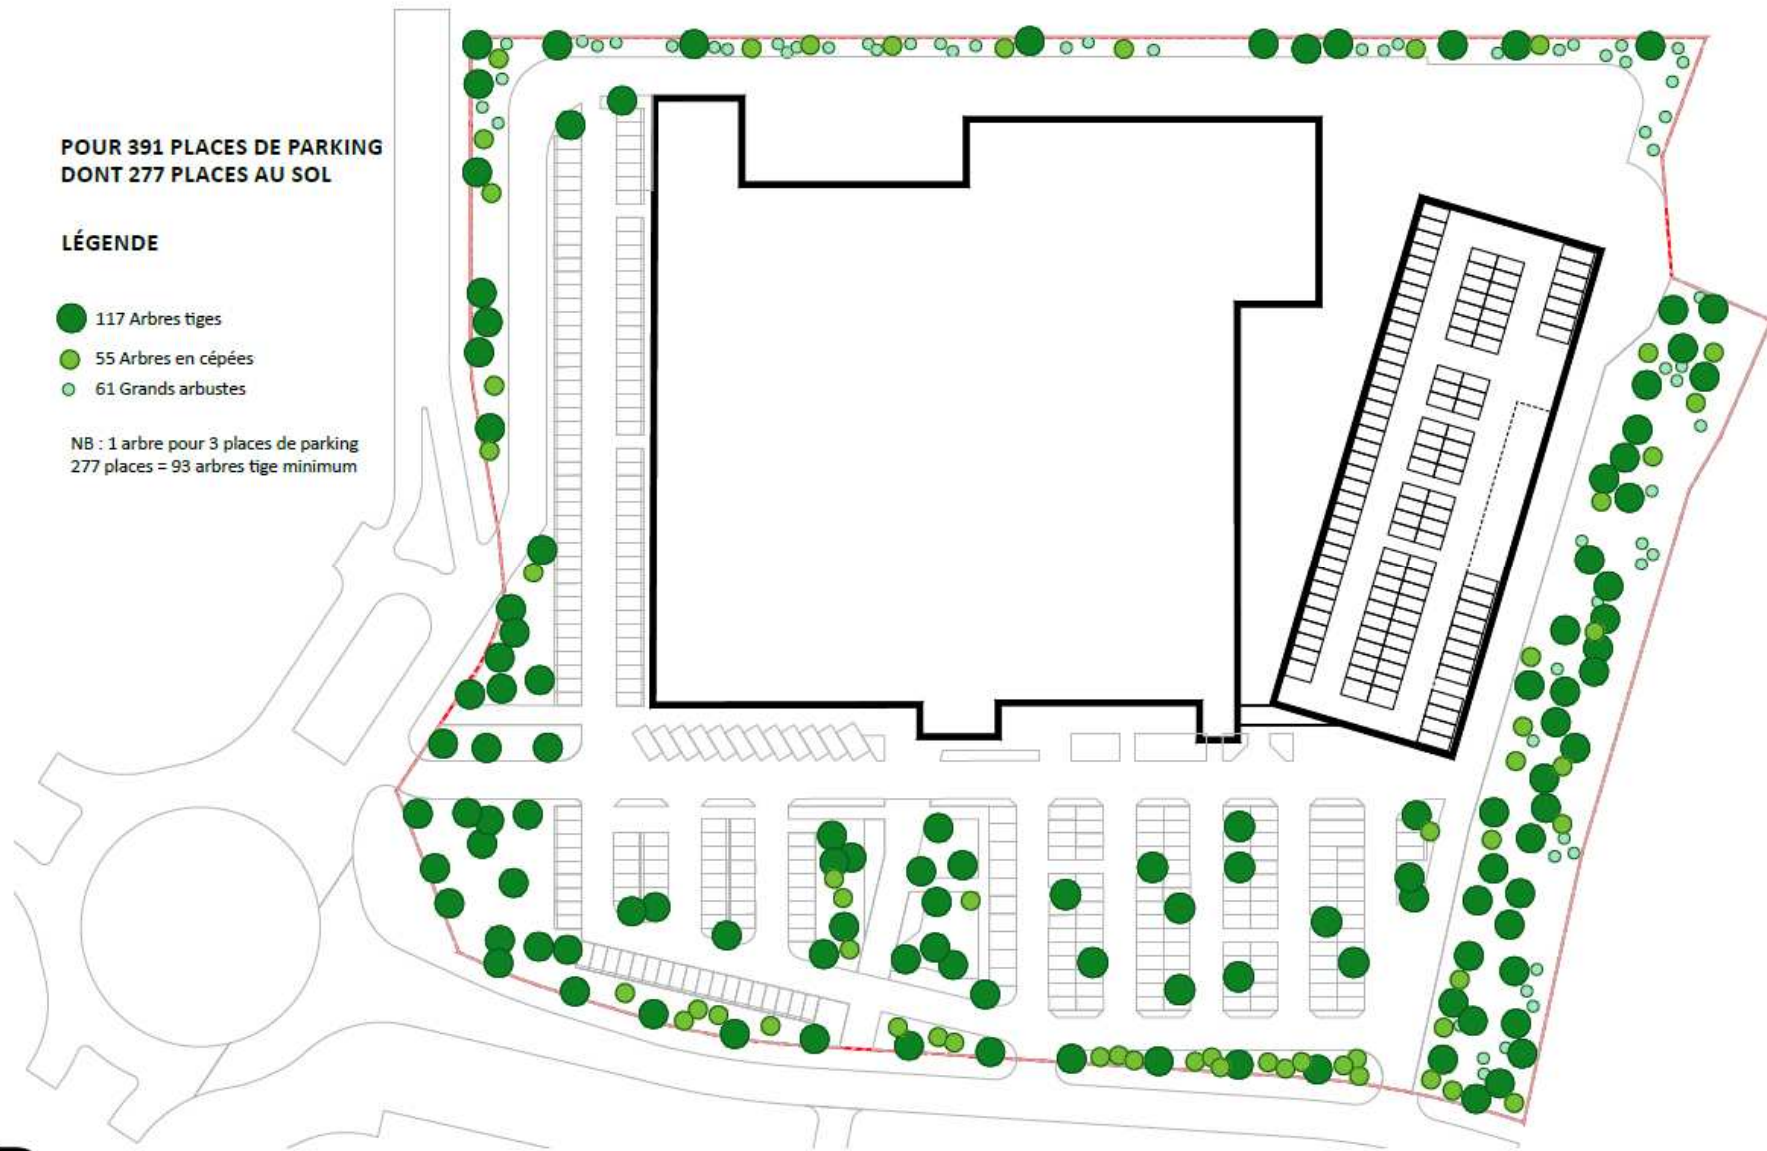 POUR 391 PLACES DE PARKING
DONT 277 PLACES AU SOL
LÉGENDE
117 Arbres tiges
55 Arbres en cépées
61 Grands arbustes
NB : 1 arbre pour 3 places de parking
277 places = 93 arbres tige minimum